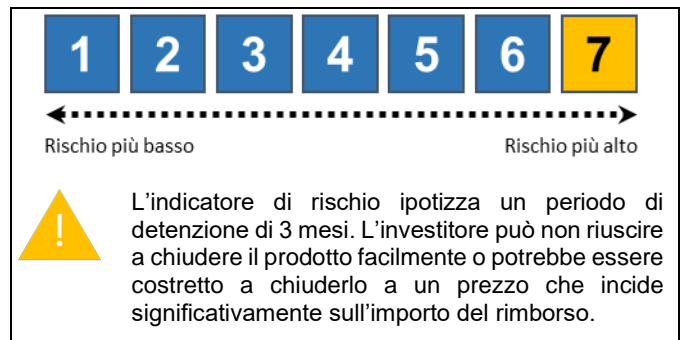 1 2 3 4 5 6 7
Rischio più basso Rischio più alto
!
L'indicatore di rischio ipotizza un periodo di
detenzione di 3 mesi. L'investitore può non riuscire
a chiudere il prodotto facilmente o potrebbe essere
costretto a chiuderlo a un prezzo che incide
significativamente sull'importo del rimborso.